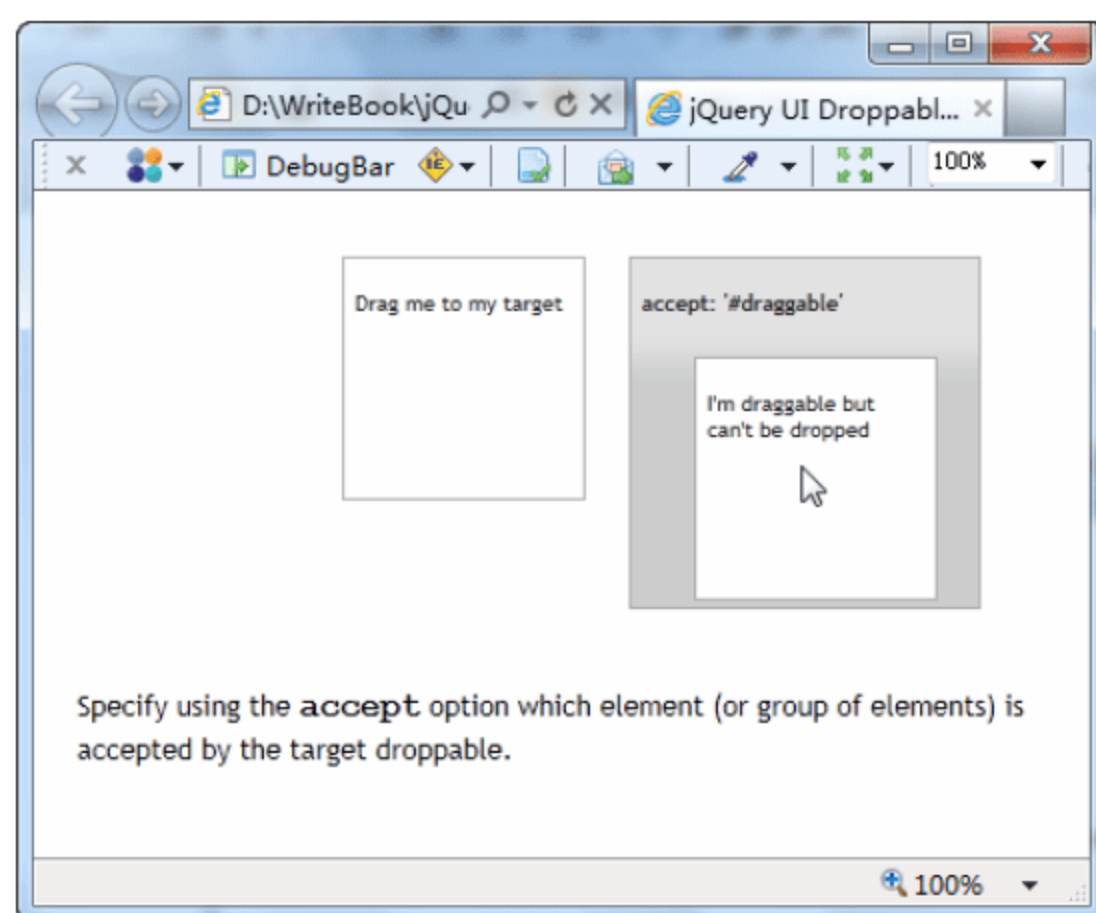 D:\WriteBook\jQu
jQuery UI Droppabl...
DebugBar
100%
Drag me to my target
accept: '#draggable'
I'm draggable but
can't be dropped
Specify using the accept option which element (or group of elements) is
accepted by the target droppable.
100%